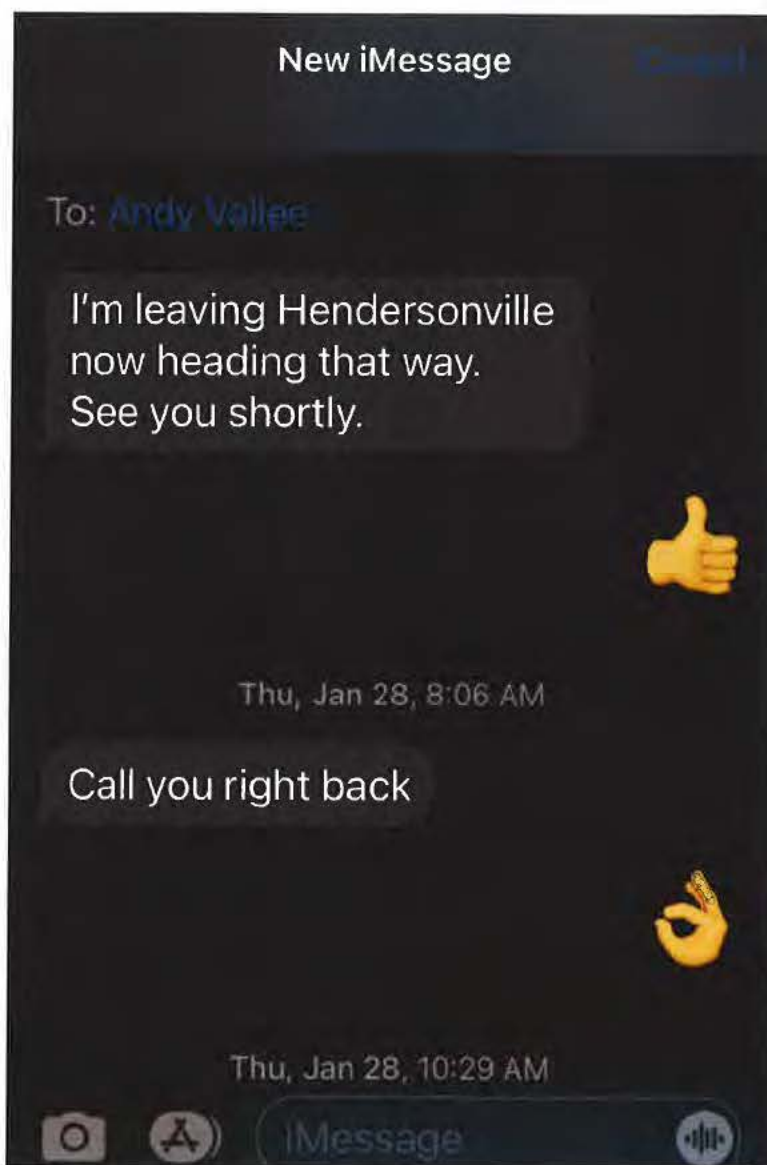 New iMessage
Cancel
To: Andy Vallee
I'm leaving Hendersonville
now heading that way.
See you shortly.
👍
Thu, Jan 28, 8:06 AM
Call you right back
👌
Thu, Jan 28, 10:29 AM
iMessage